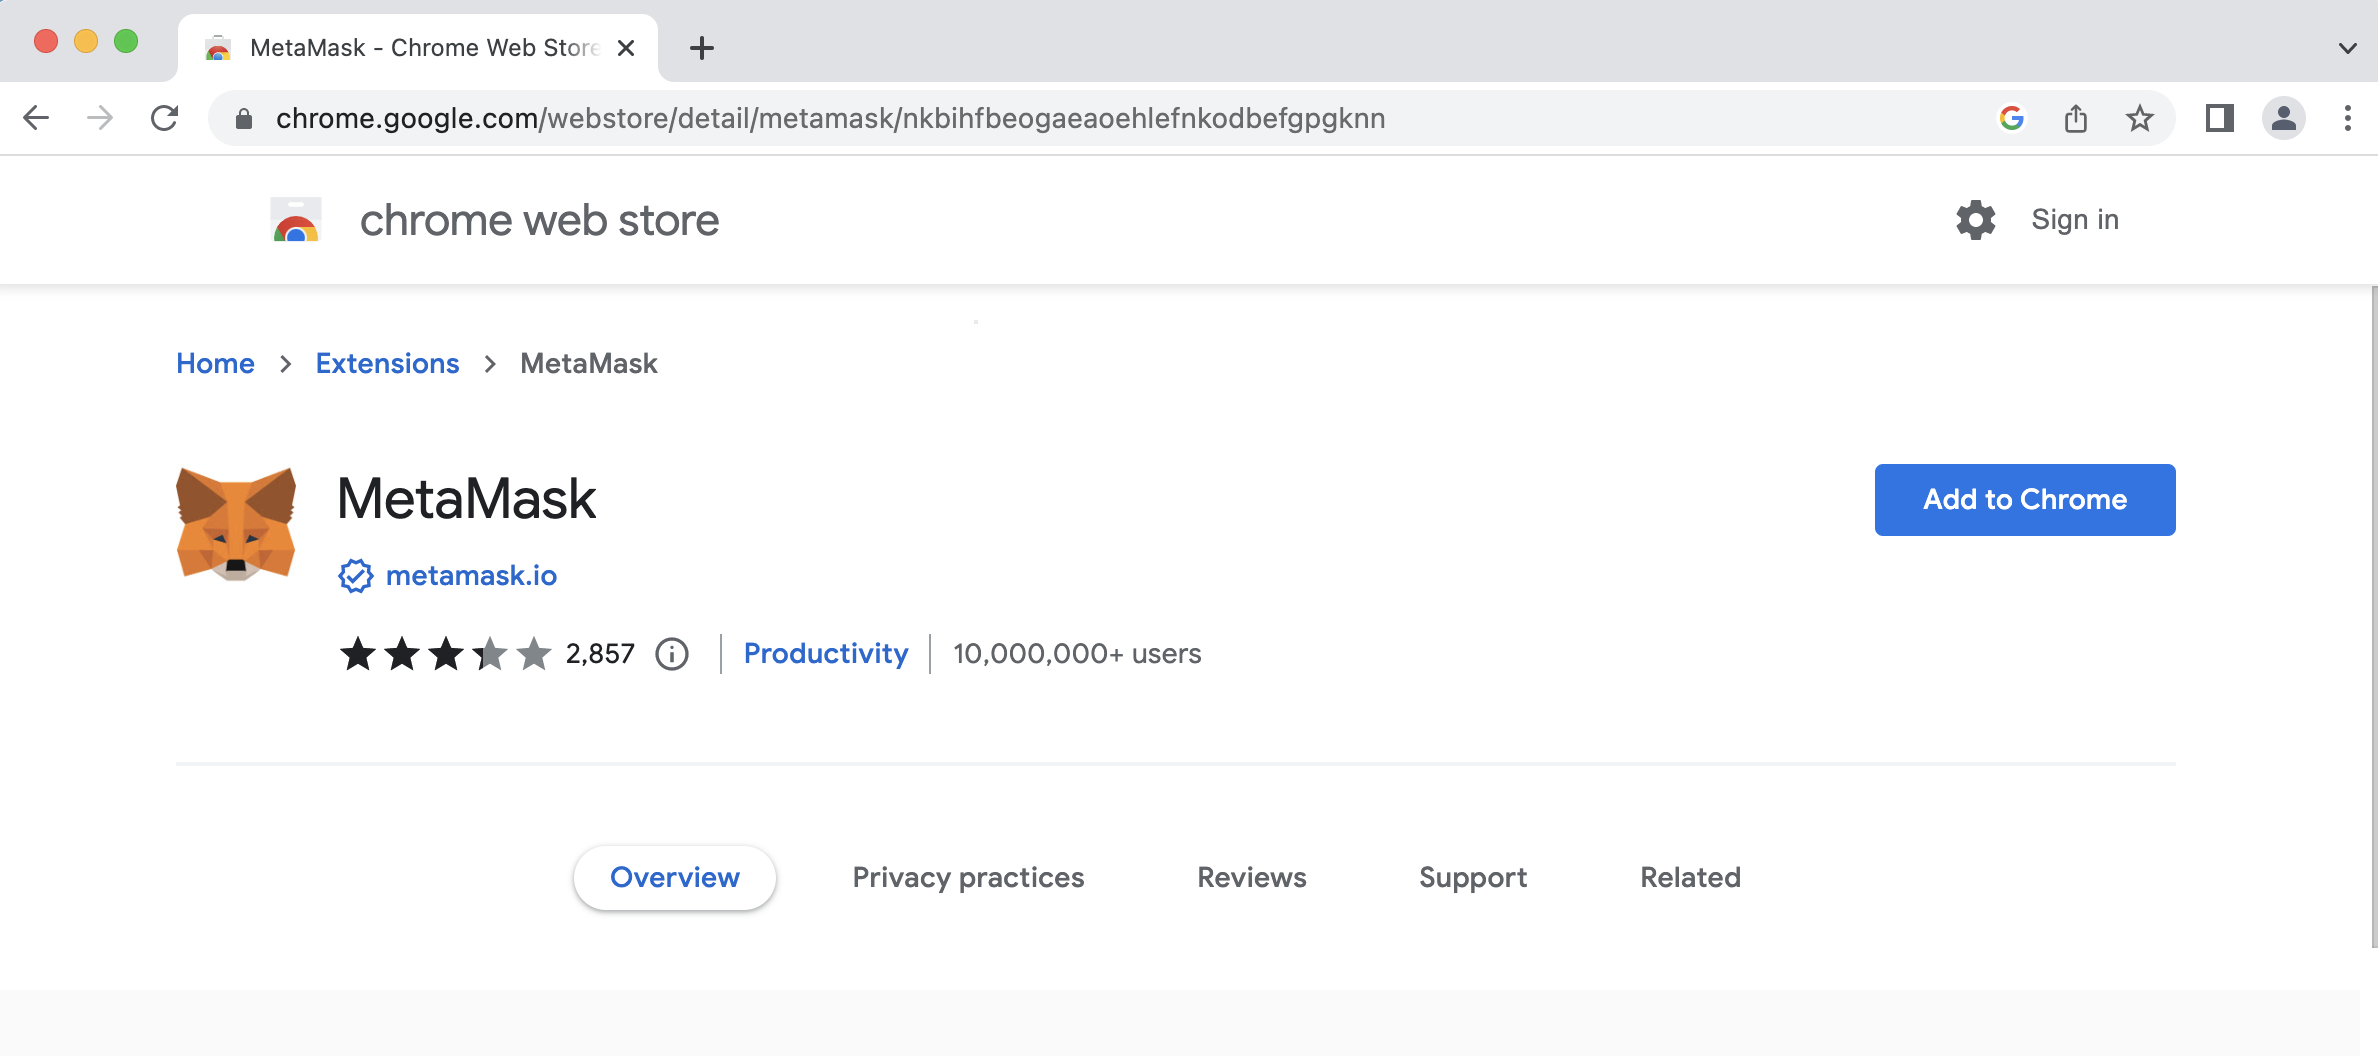 MetaMask - Chrome Web Store
chrome.google.com/webstore/detail/metamask/nkbihfbeogaeaoehlefnkodbefgpgknn
chrome web store
Sign in
Home > Extensions > MetaMask
MetaMask
Add to Chrome
metamask.io
2,857 | Productivity | 10,000,000+ users
Overview Privacy practices Reviews Support Related